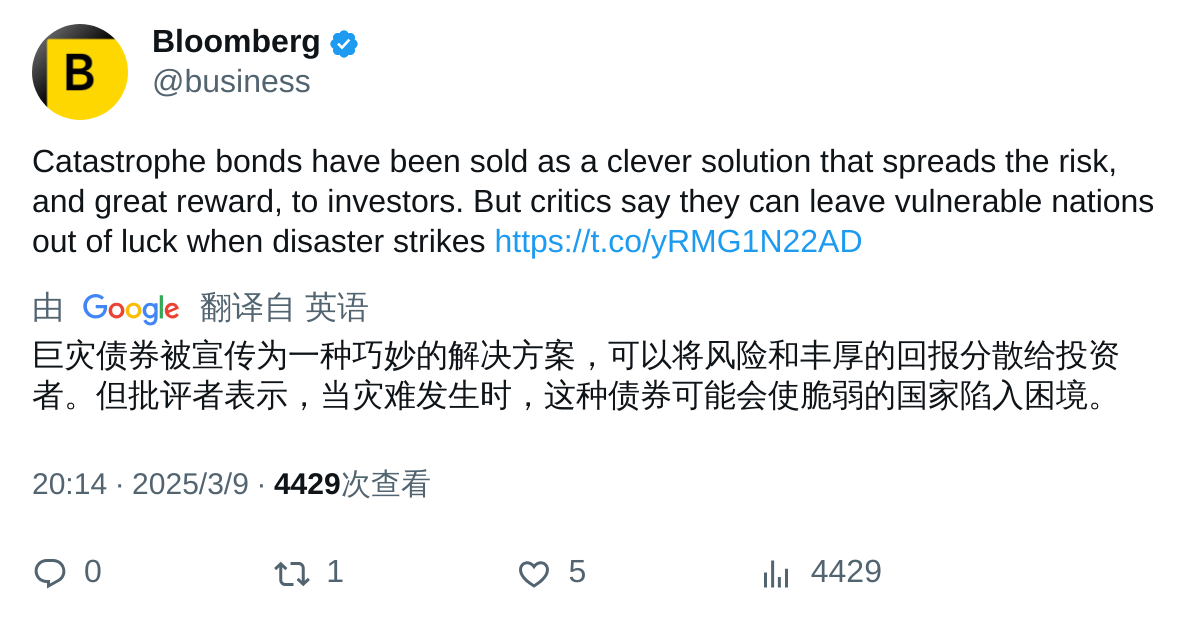 B
Bloomberg
@business
Catastrophe bonds have been sold as a clever solution that spreads the risk,
and great reward, to investors. But critics say they can leave vulnerable nations
out of luck when disaster strikes https://t.co/yRMG1N22AD
由 Google 翻译自 英语
巨灾债券被宣传为一种巧妙的解决方案，可以将风险和丰厚的回报分散给投资
者。但批评者表示，当灾难发生时，这种债券可能会使脆弱的国家陷入困境。
20:14 · 2025/3/9 · 4429次查看
0 1 5 4429